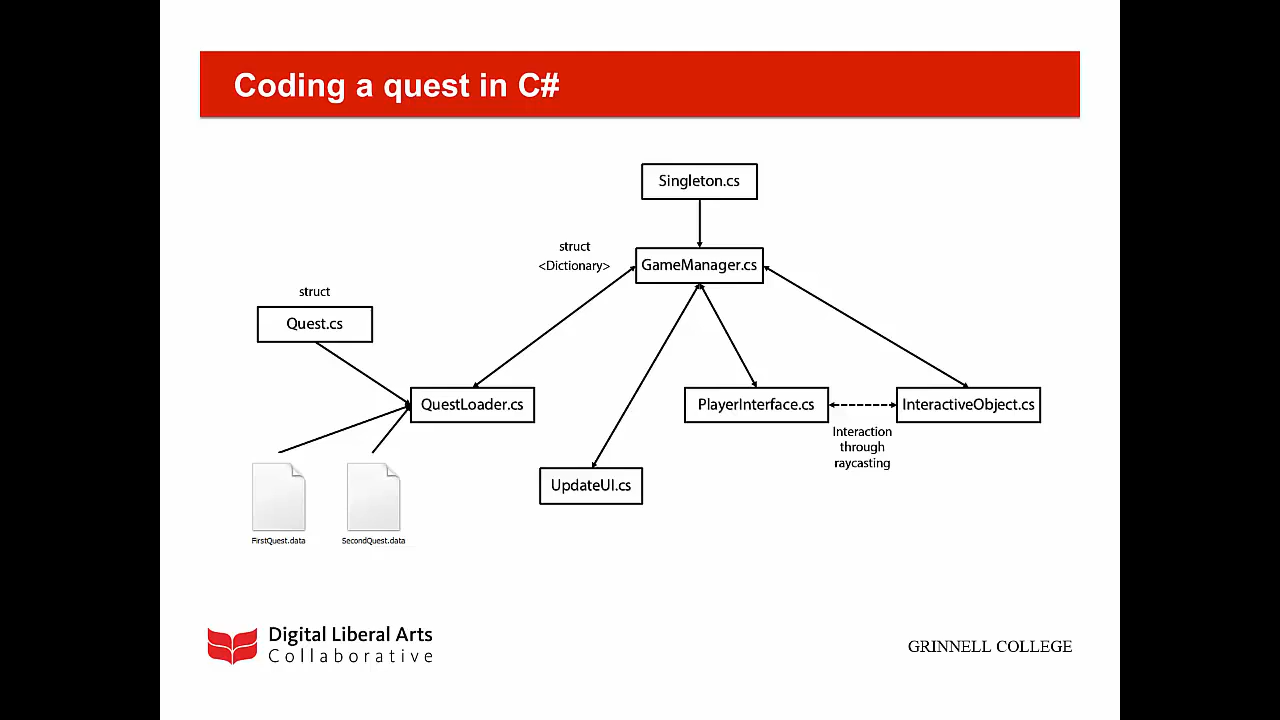 Coding a quest in C#
Singleton.cs
struct
<Dictionary>
GameManager.cs
struct
Quest.cs
QuestLoader.cs
PlayerInterface.cs
InteractiveObject.cs
Interaction
through
raycasting
UpdateUI.cs
FirstQuest.data
SecondQuest.data
Digital Liberal Arts
Collaborative
GRINNELL COLLEGE